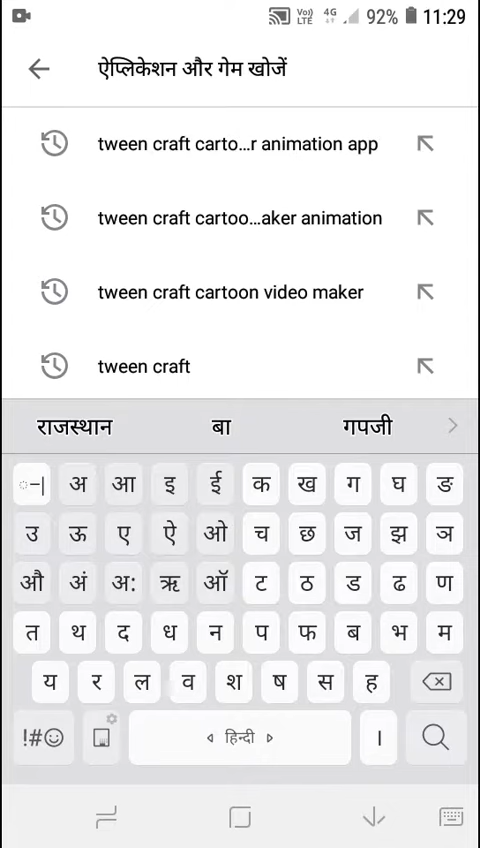 Vo)) LTE 4G 92% 11:29
ऐप्लिकेशन और गेम खोजें
tween craft carto...r animation app
tween craft cartoo...aker animation
tween craft cartoon video maker
tween craft
राजस्थान बा गपजी
अ आ इ ई क ख ग घ ङ
उ ऊ ए ऐ ओ च छ ज झ ञ
औ अं अः ऋ ऑ ट ठ ड ढ ण
त थ द ध न प फ ब भ म
य र ल व श ष स ह
!#☺ हिन्दी ।